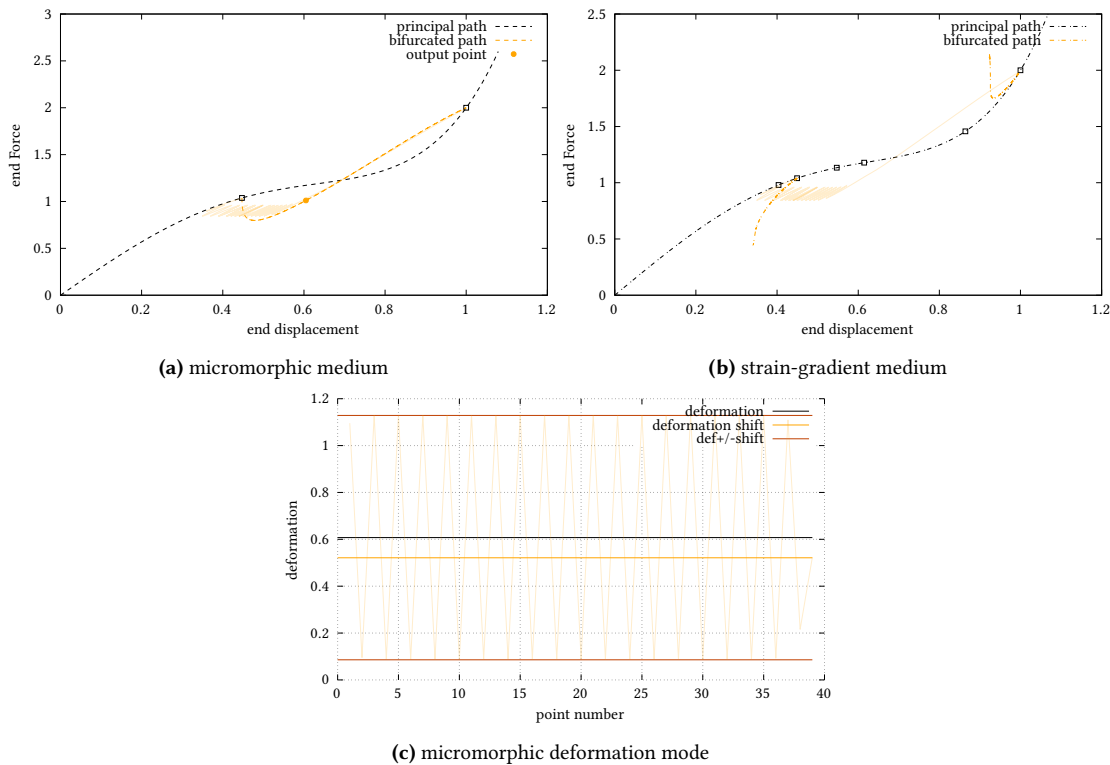 3
2.5
2
1.5
1
0.5
0
0 0.2 0.4 0.6 0.8 1 1.2
end Force
end displacement
principal path
bifurcated path
output point
(a) micromorphic medium
2.5
2
1.5
1
0.5
0
0 0.2 0.4 0.6 0.8 1 1.2
end Force
end displacement
principal path
bifurcated path
(b) strain-gradient medium
1.2
1
0.8
0.6
0.4
0.2
0
0 5 10 15 20 25 30 35 40
deformation
point number
deformation
deformation shift
def+/-shift
(c) micromorphic deformation mode